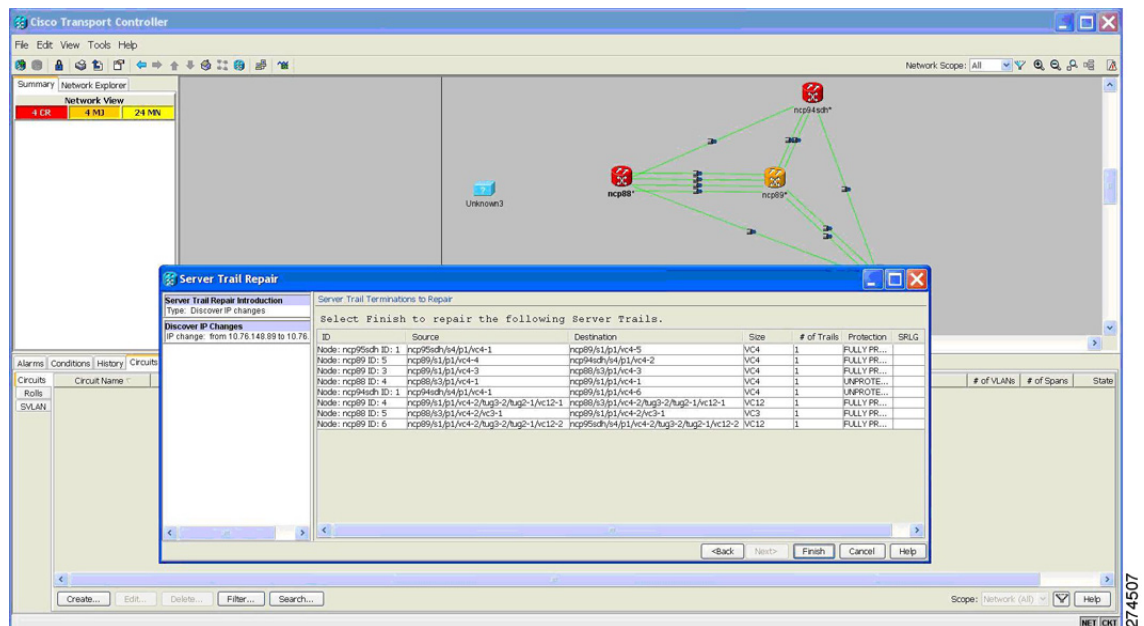 Cisco Transport Controller
File Edit View Tools Help
Network Scope: All
Summary Network Explorer
Network View
4 CR 4 MJ 24 MN
ncp94sdh*
ncp88*
ncp89*
Unknown3
Server Trail Repair
Server Trail Repair Introduction
Type: Discover IP changes
Discover IP Changes
IP change: from 10.76.148.89 to 10.76.
Server Trail Terminations to Repair
Select Finish to repair the following Server Trails.
ID Source Destination Size # of Trails Protection SRLG
Node: ncp95sdh ID: 1 ncp95sdh/s4/p1/vc4-1 ncp89/s1/p1/vc4-5 VC4 1 FULLY PR...
Node: ncp89 ID: 5 ncp89/s1/p1/vc4-4 ncp94sdh/s4/p1/vc4-2 VC4 1 FULLY PR...
Node: ncp89 ID: 3 ncp89/s1/p1/vc4-3 ncp88/s3/p1/vc4-3 VC4 1 FULLY PR...
Node: ncp88 ID: 4 ncp88/s3/p1/vc4-1 ncp89/s1/p1/vc4-1 VC4 1 UNPROTE...
Node: ncp94sdh ID: 1 ncp94sdh/s4/p1/vc4-1 ncp89/s1/p1/vc4-6 VC4 1 UNPROTE...
Node: ncp89 ID: 4 ncp89/s1/p1/vc4-2/tug3-2/tug2-1/vc12-1 ncp88/s3/p1/vc4-2/tug3-2/tug2-1/vc12-1 VC12 1 FULLY PR...
Node: ncp88 ID: 5 ncp88/s3/p1/vc4-2/vc3-1 ncp89/s1/p1/vc4-2/vc3-1 VC3 1 FULLY PR...
Node: ncp89 ID: 6 ncp89/s1/p1/vc4-2/tug3-2/tug2-1/vc12-2 ncp95sdh/s4/p1/vc4-2/tug3-2/tug2-1/vc12-2 VC12 1 FULLY PR...
<Back Next> Finish Cancel Help
Alarms Conditions History Circuits
Circuits
Rolls
SVLAN
Circuit Name # of VLANs # of Spans State
Create... Edit... Delete... Filter... Search... Scope: Network (All) Help
NET CKT
274507